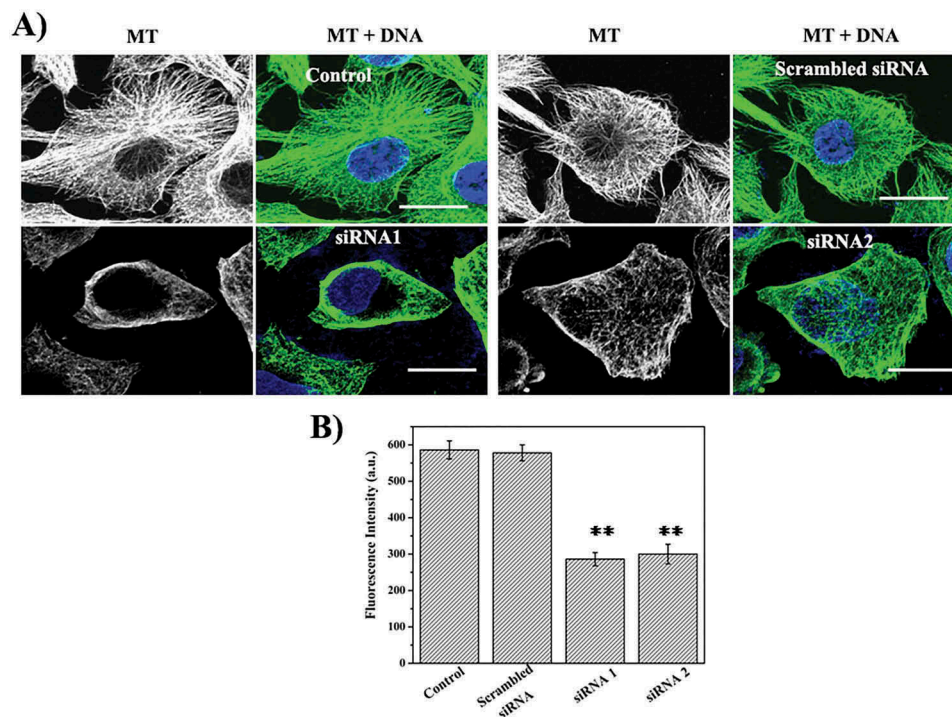 A)
MT MT + DNA MT MT + DNA
Control Scrambled siRNA
siRNA1 siRNA2
B)
Fluorescence Intensity (a.u.)
600
500
400
300
200
100
0
** **
Control Scrambled siRNA 1 siRNA 2
siRNA